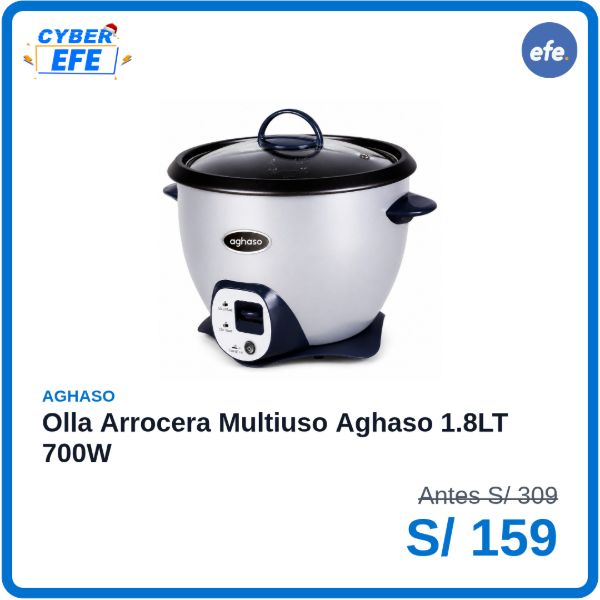 CYBER
EFE
efe.
aghaso
AGHASO
Olla Arrocera Multiuso Aghaso 1.8LT
700W
Antes S/ 309
S/ 159